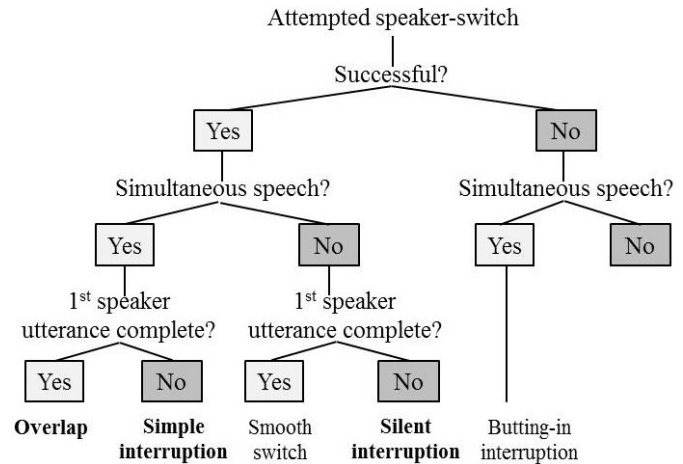 Attempted speaker-switch
Successful?
Yes
No
Simultaneous speech?
Simultaneous speech?
Yes
No
Yes
No
1st speaker
utterance complete?
1st speaker
utterance complete?
Yes
No
Yes
No
Overlap
Simple
interruption
Smooth
switch
Silent
interruption
Butting-in
interruption